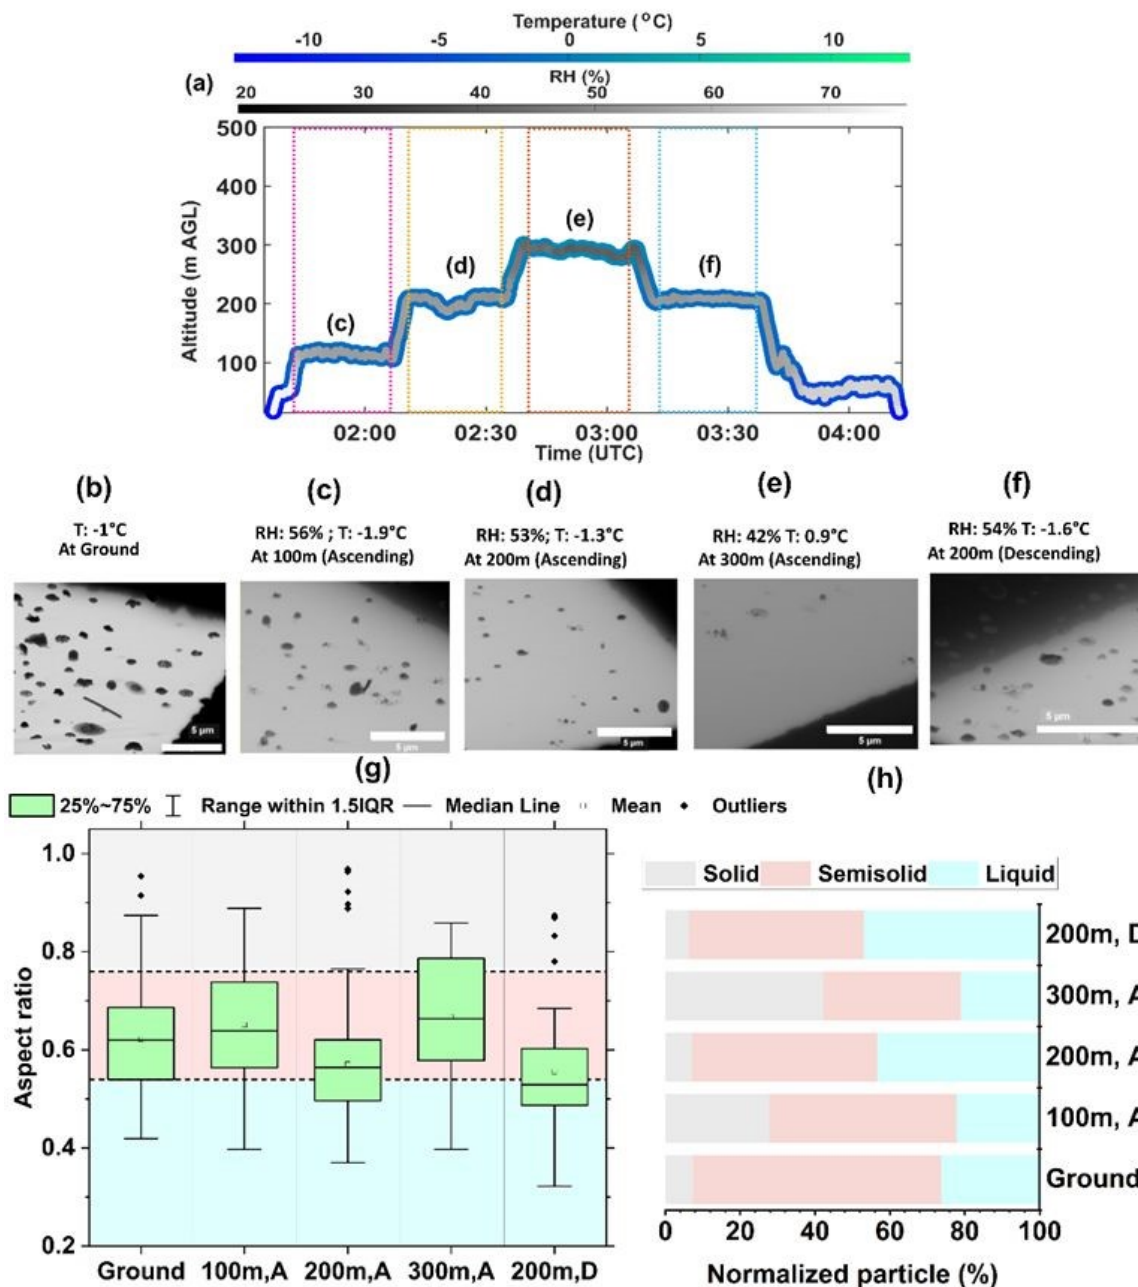 Temperature (°C)
-10 -5 0 5 10
(a)
RH (%)
20 30 40 50 60 70
500
400
300
200
100
Altitude (m AGL)
(c)
(d)
(e)
(f)
02:00 02:30 03:00 03:30 04:00
Time (UTC)
(b)
T: -1°C
At Ground
5 µm
(c)
RH: 56% ; T: -1.9°C
At 100m (Ascending)
5 µm
(d)
RH: 53%; T: -1.3°C
At 200m (Ascending)
5 µm
(e)
RH: 42% T: 0.9°C
At 300m (Ascending)
5 µm
(f)
RH: 54% T: -1.6°C
At 200m (Descending)
5 µm
(g)
25%~75% Range within 1.5IQR Median Line Mean Outliers
1.0
0.8
0.6
0.4
0.2
Aspect ratio
Ground 100m,A 200m,A 300m,A 200m,D
(h)
Solid Semisolid Liquid
200m, D
300m, A
200m, A
100m, A
Ground
0 20 40 60 80 100
Normalized particle (%)